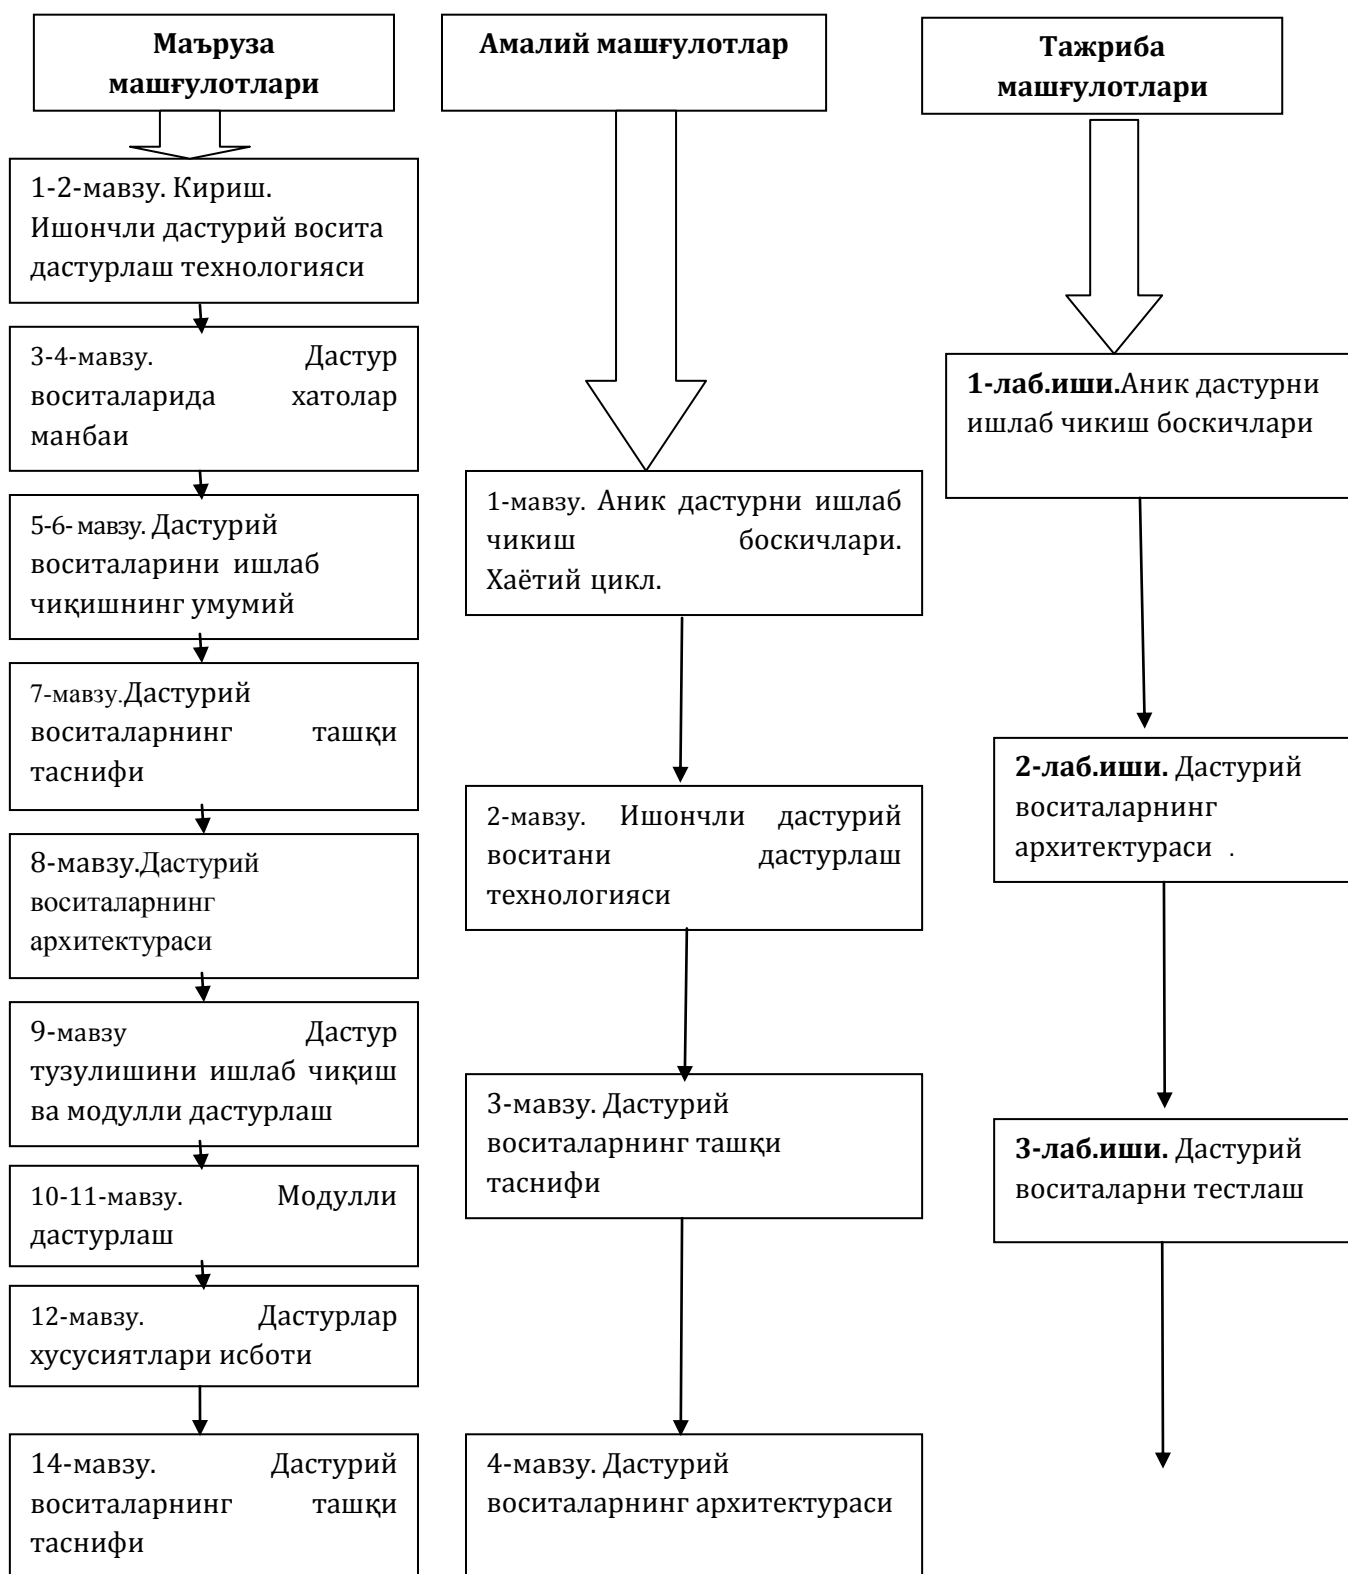 Маъруза
машғулотлари
1-2-мавзу. Кириш.
Ишончли дастурий восита
дастурлаш технологияси
3-4-мавзу. Дастур
воситаларида хатолар
манбаи
5-6- мавзу. Дастурий
воситаларини ишлаб
чиқишнинг умумий
7-мавзу.Дастурий
воситаларнинг ташқи
таснифи
8-мавзу.Дастурий
воситаларнинг
архитектураси
9-мавзу Дастур
тузулишини ишлаб чиқиш
ва модулли дастурлаш
10-11-мавзу. Модулли
дастурлаш
12-мавзу. Дастурлар
хусусиятлари исботи
14-мавзу. Дастурий
воситаларнинг ташқи
таснифи
Амалий машғулотлар
1-мавзу. Аник дастурни ишлаб
чикиш боскичлари.
Хаётий цикл.
2-мавзу. Ишончли дастурий
воситани дастурлаш
технологияси
3-мавзу. Дастурий
воситаларнинг ташқи
таснифи
4-мавзу. Дастурий
воситаларнинг архитектураси
Тажриба
машғулотлари
1-лаб.иши.Аник дастурни
ишлаб чикиш боскичлари
2-лаб.иши. Дастурий
воситаларнинг
архитектураси .
3-лаб.иши. Дастурий
воситаларни тестлаш